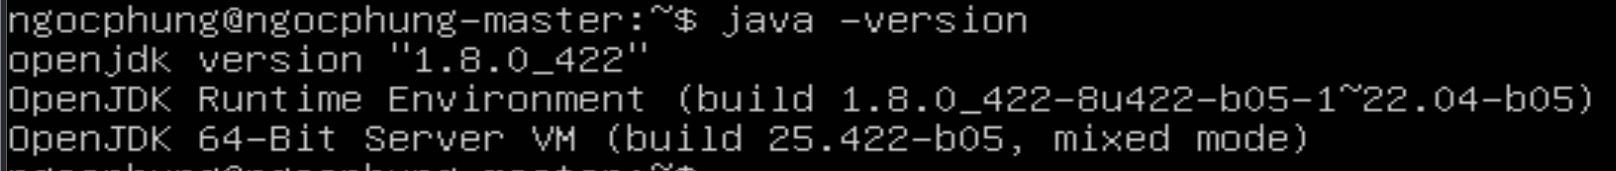 ngocphung@ngocphung-master:~$ java -version
openjdk version "1.8.0_422"
OpenJDK Runtime Environment (build 1.8.0_422-8u422-b05-1~22.04-b05)
OpenJDK 64-Bit Server VM (build 25.422-b05, mixed mode)